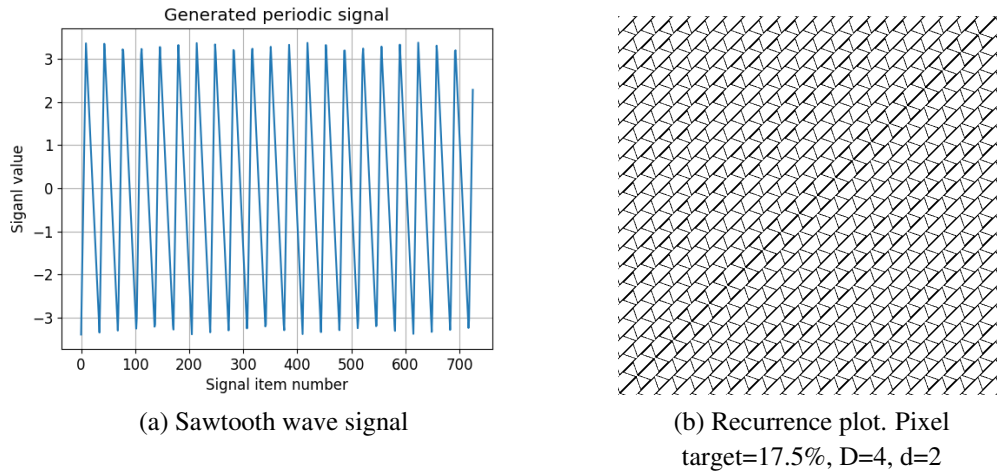 Generated periodic signal
3
2
1
0
−1
−2
−3
Siganl value
0 100 200 300 400 500 600 700
Signal item number
(a) Sawtooth wave signal
(b) Recurrence plot. Pixel
target=17.5%, D=4, d=2